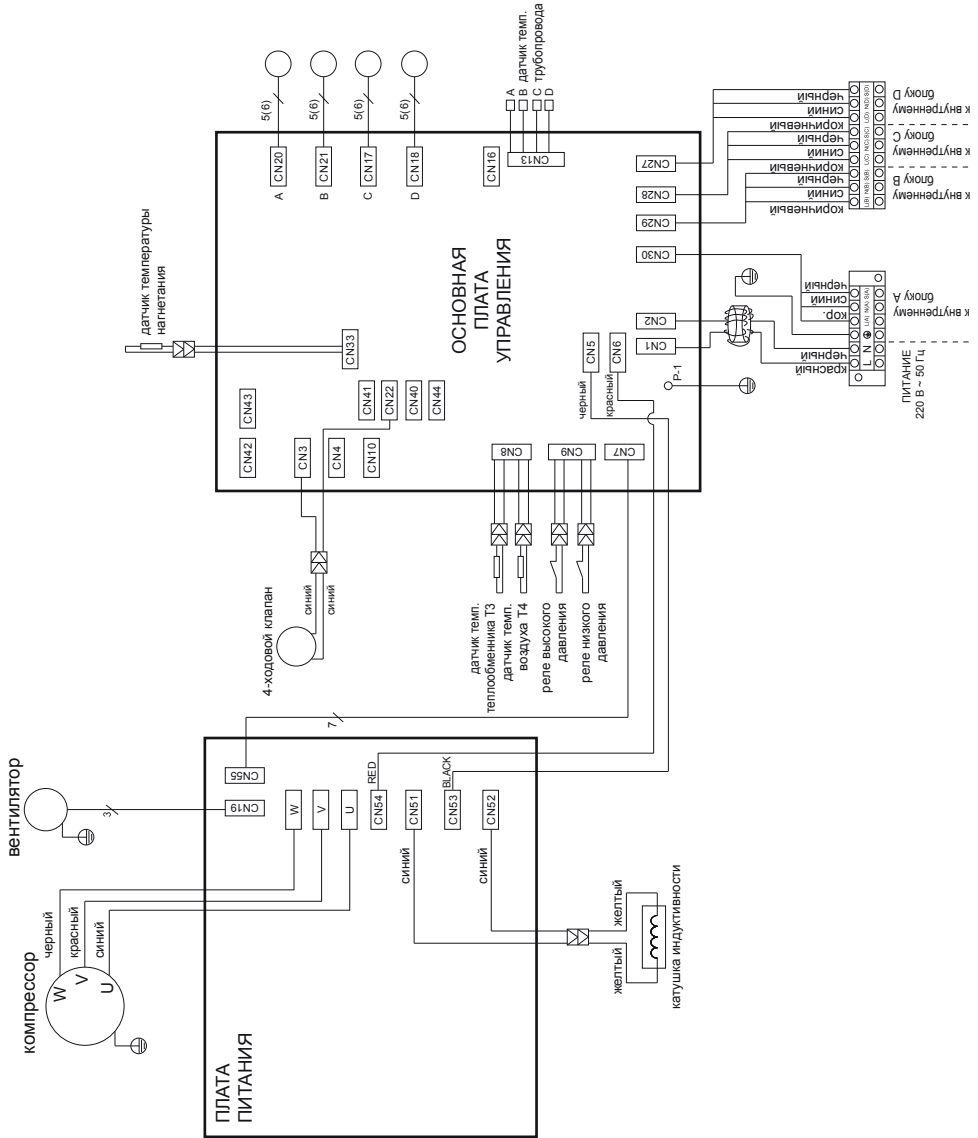 датчик температуры
нагнетания
5(6)
5(6)
5(6)
5(6)
CN20
CN21
CN17
CN18
A
B
C
D
CN16
CN13
A
B
C
D
датчик темп.
трубопровода
CN43
CN42
CN33
CN41
CN22
CN40
CN44
CN3
CN4
CN10
ОСНОВНАЯ
ПЛАТА
УПРАВЛЕНИЯ
CN27
CN28
CN29
CN30
CN2
CN1
CN5
CN6
черный
красный
P-1
CN8
CN9
CN7
черный
синий
коричневый
черный
синий
коричневый
черный
синий
коричневый
L(B) N(B) S(B)
L(C) N(C) S(C)
L(D) N(D) S(D)
к внутреннему
блоку D
к внутреннему
блоку C
к внутреннему
блоку B
черный
синий
кор.
черный
красный
L N
L(A) N(A) S(A)
к внутреннему
блоку A
ПИТАНИЕ
220 В ~ 50 Гц
4-ходовой клапан
синий
синий
датчик темп.
теплообменника T3
датчик темп.
воздуха T4
реле высокого
давления
реле низкого
давления
7
вентилятор
3
CN55
CN19
W
V
U
CN54
RED
CN51
CN53
BLACK
CN52
синий
синий
компрессор
W
V
U
черный
красный
синий
ПЛАТА
ПИТАНИЯ
желтый
желтый
катушка индуктивности